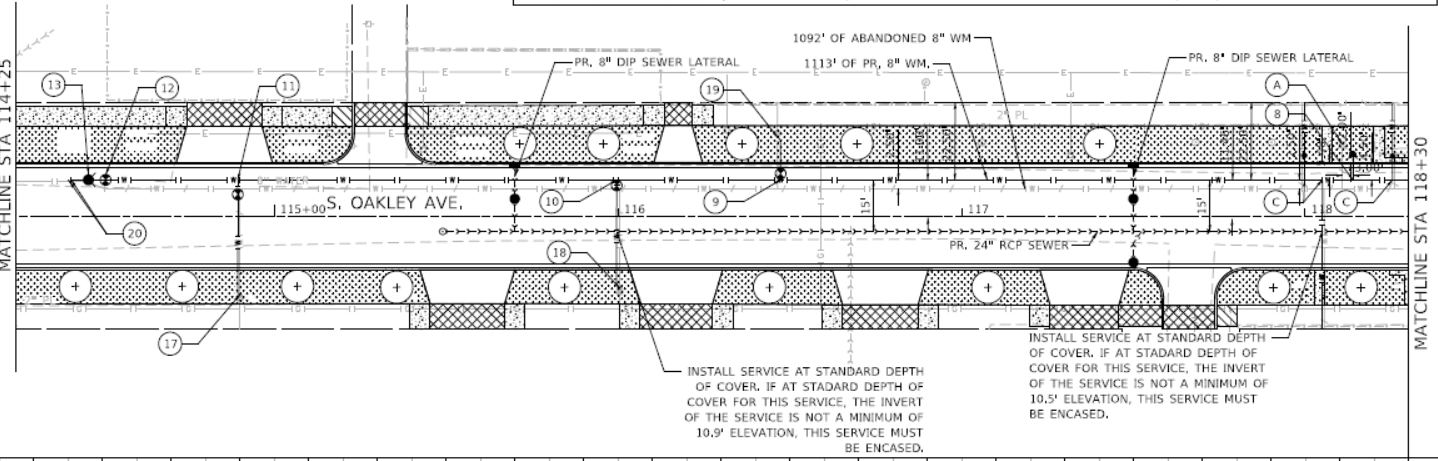 1092' OF ABANDONED 8" WM
PR. 8" DIP SEWER LATERAL
1113' OF PR. 8" WM.
PR. 8" DIP SEWER LATERAL
MATCHLINE STA 114+25
13
12
11
19
A
8
2" PL
MATCHLINE STA 118+30
115+00
S. OAKLEY AVE.
10
116
9
15'
117
15'
C
118
C
20
18
PR. 24" RCP SEWER
17
INSTALL SERVICE AT STANDARD DEPTH
OF COVER. IF AT STADARD DEPTH OF
COVER FOR THIS SERVICE, THE INVERT
OF THE SERVICE IS NOT A MINIMUM OF
10.9' ELEVATION, THIS SERVICE MUST
BE ENCASED.
INSTALL SERVICE AT STANDARD DEPTH
OF COVER. IF AT STADARD DEPTH OF
COVER FOR THIS SERVICE, THE INVERT
OF THE SERVICE IS NOT A MINIMUM OF
10.5' ELEVATION, THIS SERVICE MUST
BE ENCASED.